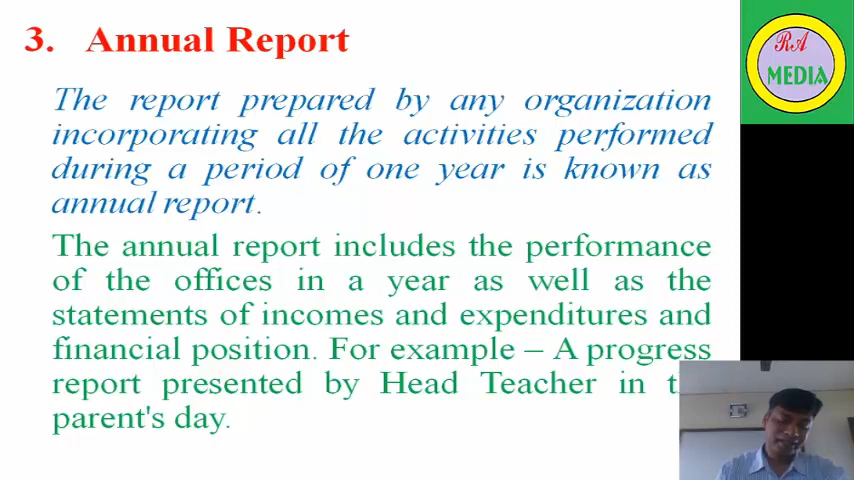 3. Annual Report
The report prepared by any organization
incorporating all the activities performed
during a period of one year is known as
annual report.
The annual report includes the performance
of the offices in a year as well as the
statements of incomes and expenditures and
financial position. For example – A progress
report presented by Head Teacher in
parent's day.
RA
MEDIA